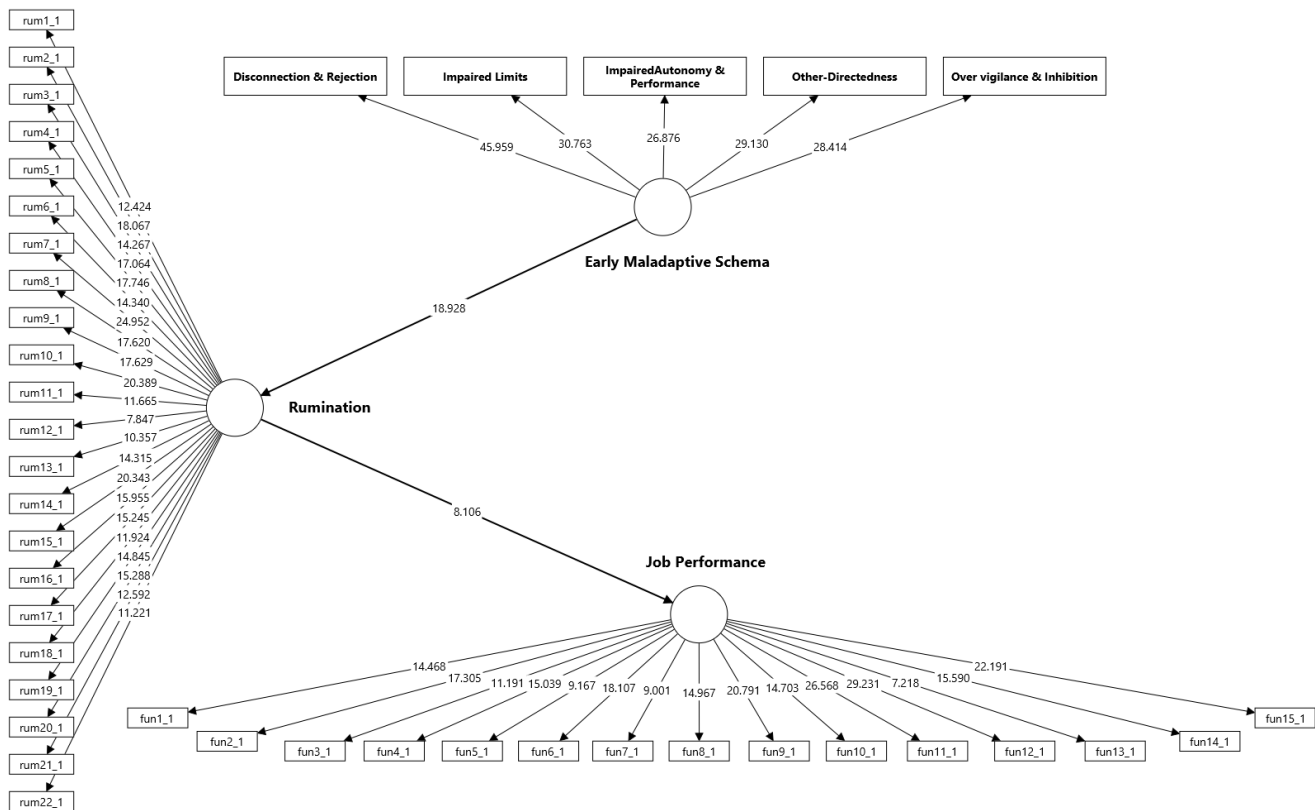 rum1_1
rum2_1
rum3_1
rum4_1
rum5_1
rum6_1
rum7_1
rum8_1
rum9_1
rum10_1
rum11_1
rum12_1
rum13_1
rum14_1
rum15_1
rum16_1
rum17_1
rum18_1
rum19_1
rum20_1
rum21_1
rum22_1
12.424
18.067
14.267
17.064
17.746
14.340
24.952
17.620
17.629
20.389
11.665
7.847
10.357
14.315
20.343
15.955
15.245
11.924
14.845
15.288
12.592
11.221
Disconnection & Rejection
Impaired Limits
ImpairedAutonomy &
Performance
Other-Directedness
Over vigilance & Inhibition
45.959
30.763
26.876
29.130
28.414
Early Maladaptive Schema
18.928
Rumination
8.106
Job Performance
14.468
17.305
11.191
15.039
9.167
18.107
9.001
14.967
20.791
14.703
26.568
29.231
7.218
15.590
22.191
fun1_1
fun2_1
fun3_1
fun4_1
fun5_1
fun6_1
fun7_1
fun8_1
fun9_1
fun10_1
fun11_1
fun12_1
fun13_1
fun14_1
fun15_1